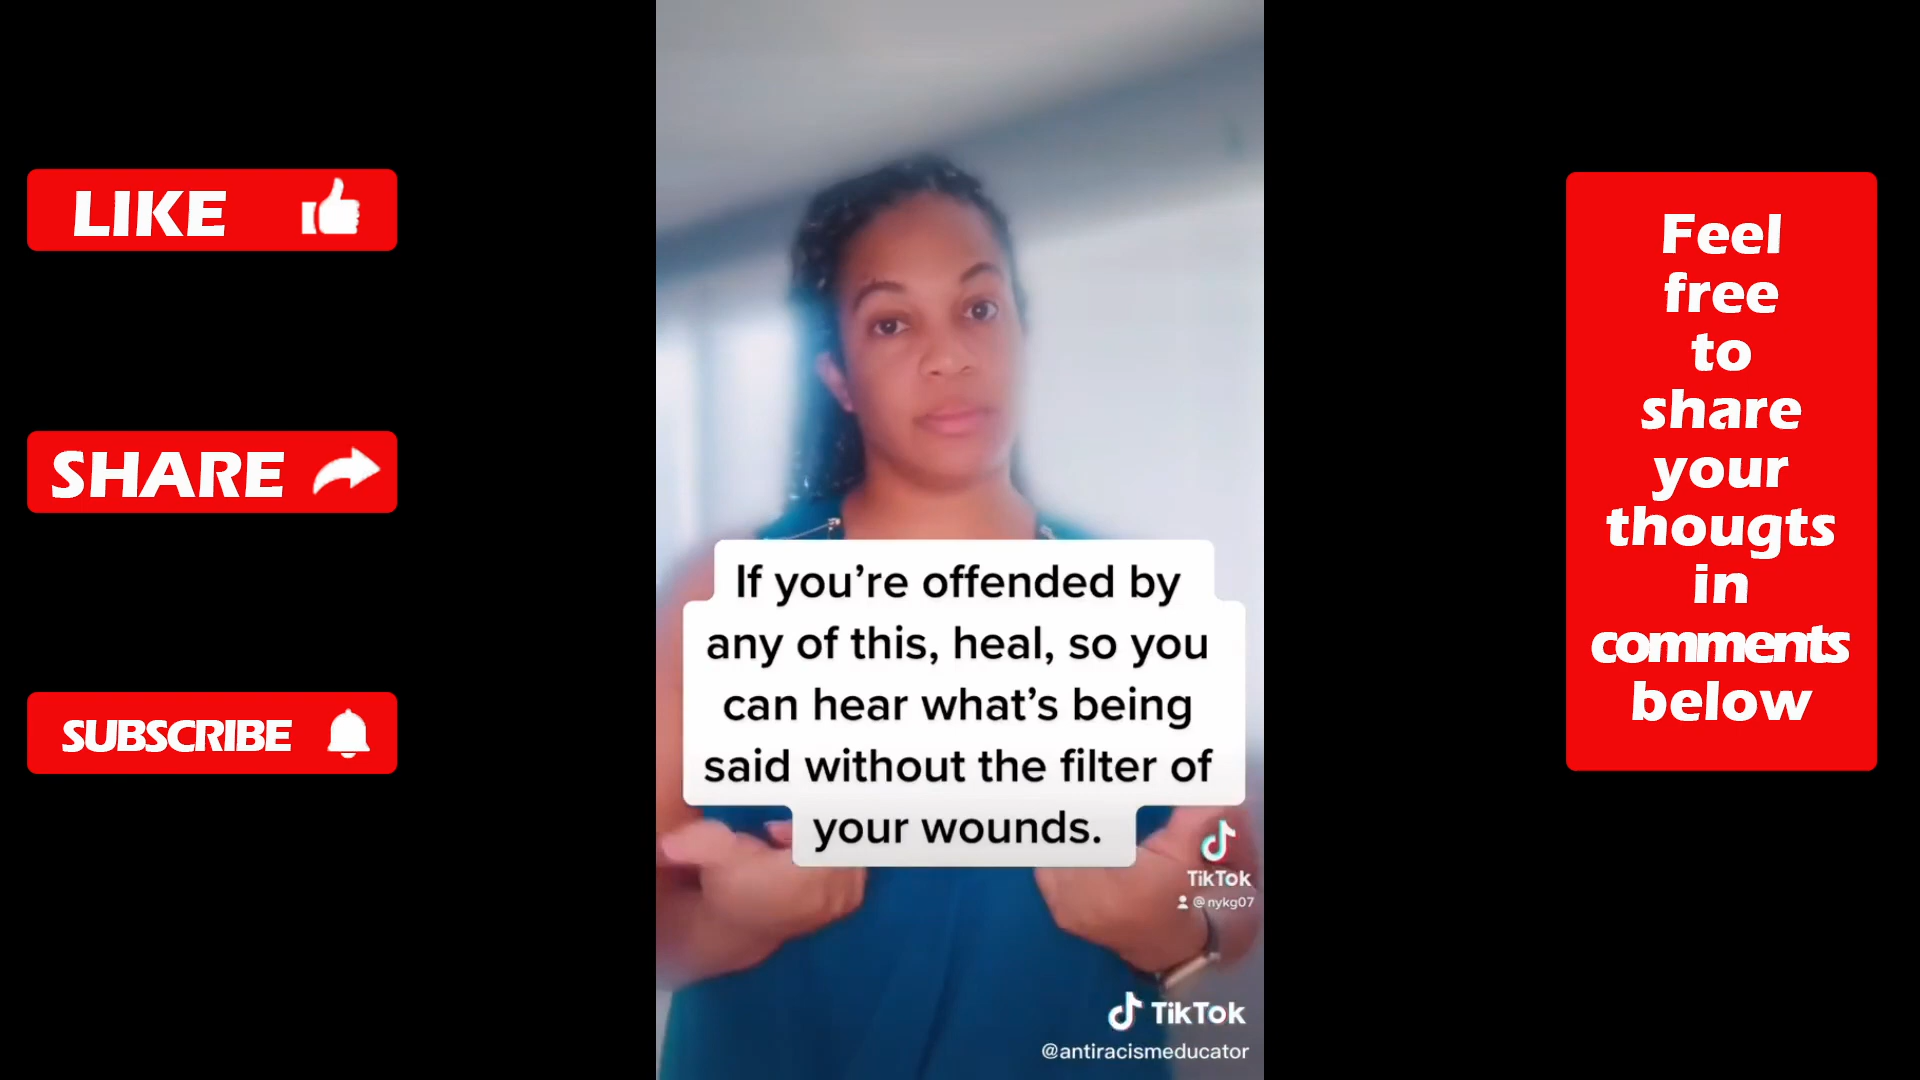 LIKE
SHARE
SUBSCRIBE
If you’re offended by
any of this, heal, so you
can hear what’s being
said without the filter of
your wounds.
TikTok
@nykg07
TikTok
@antiracismeducator
Feel
free
to
share
your
thougts
in
comments
below